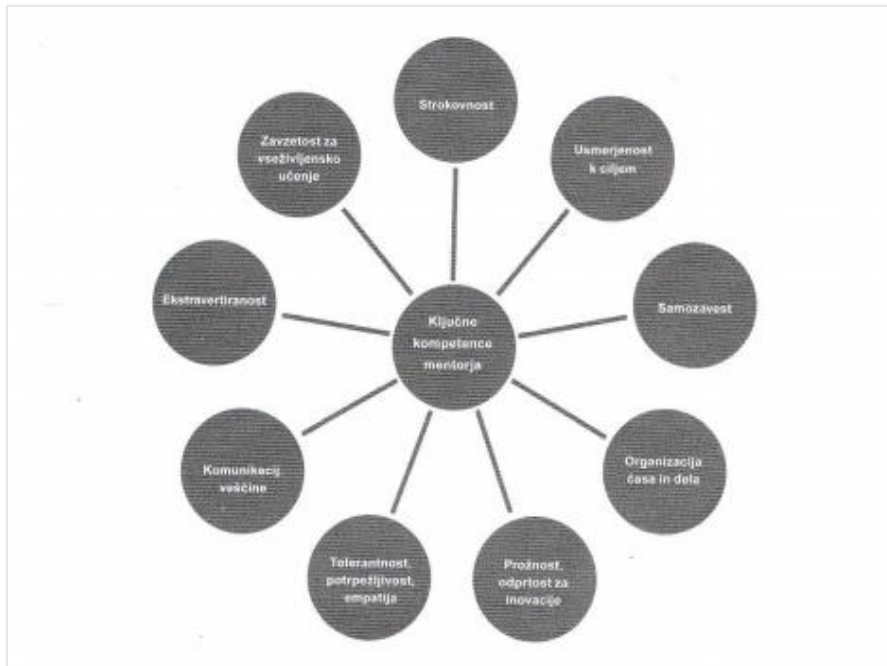 Strokovnost
Usmerjenost
k ciljem
Samozavest
Organizacija
časa in dela
Prožnost,
odprtost za
inovacije
Tolerantnost,
potrpežljivost,
empatija
Komunikacij
veščine
Ekstravertiranost
Zavzetost za
vseživljensko
učenje
Ključne
kompetence
mentorja